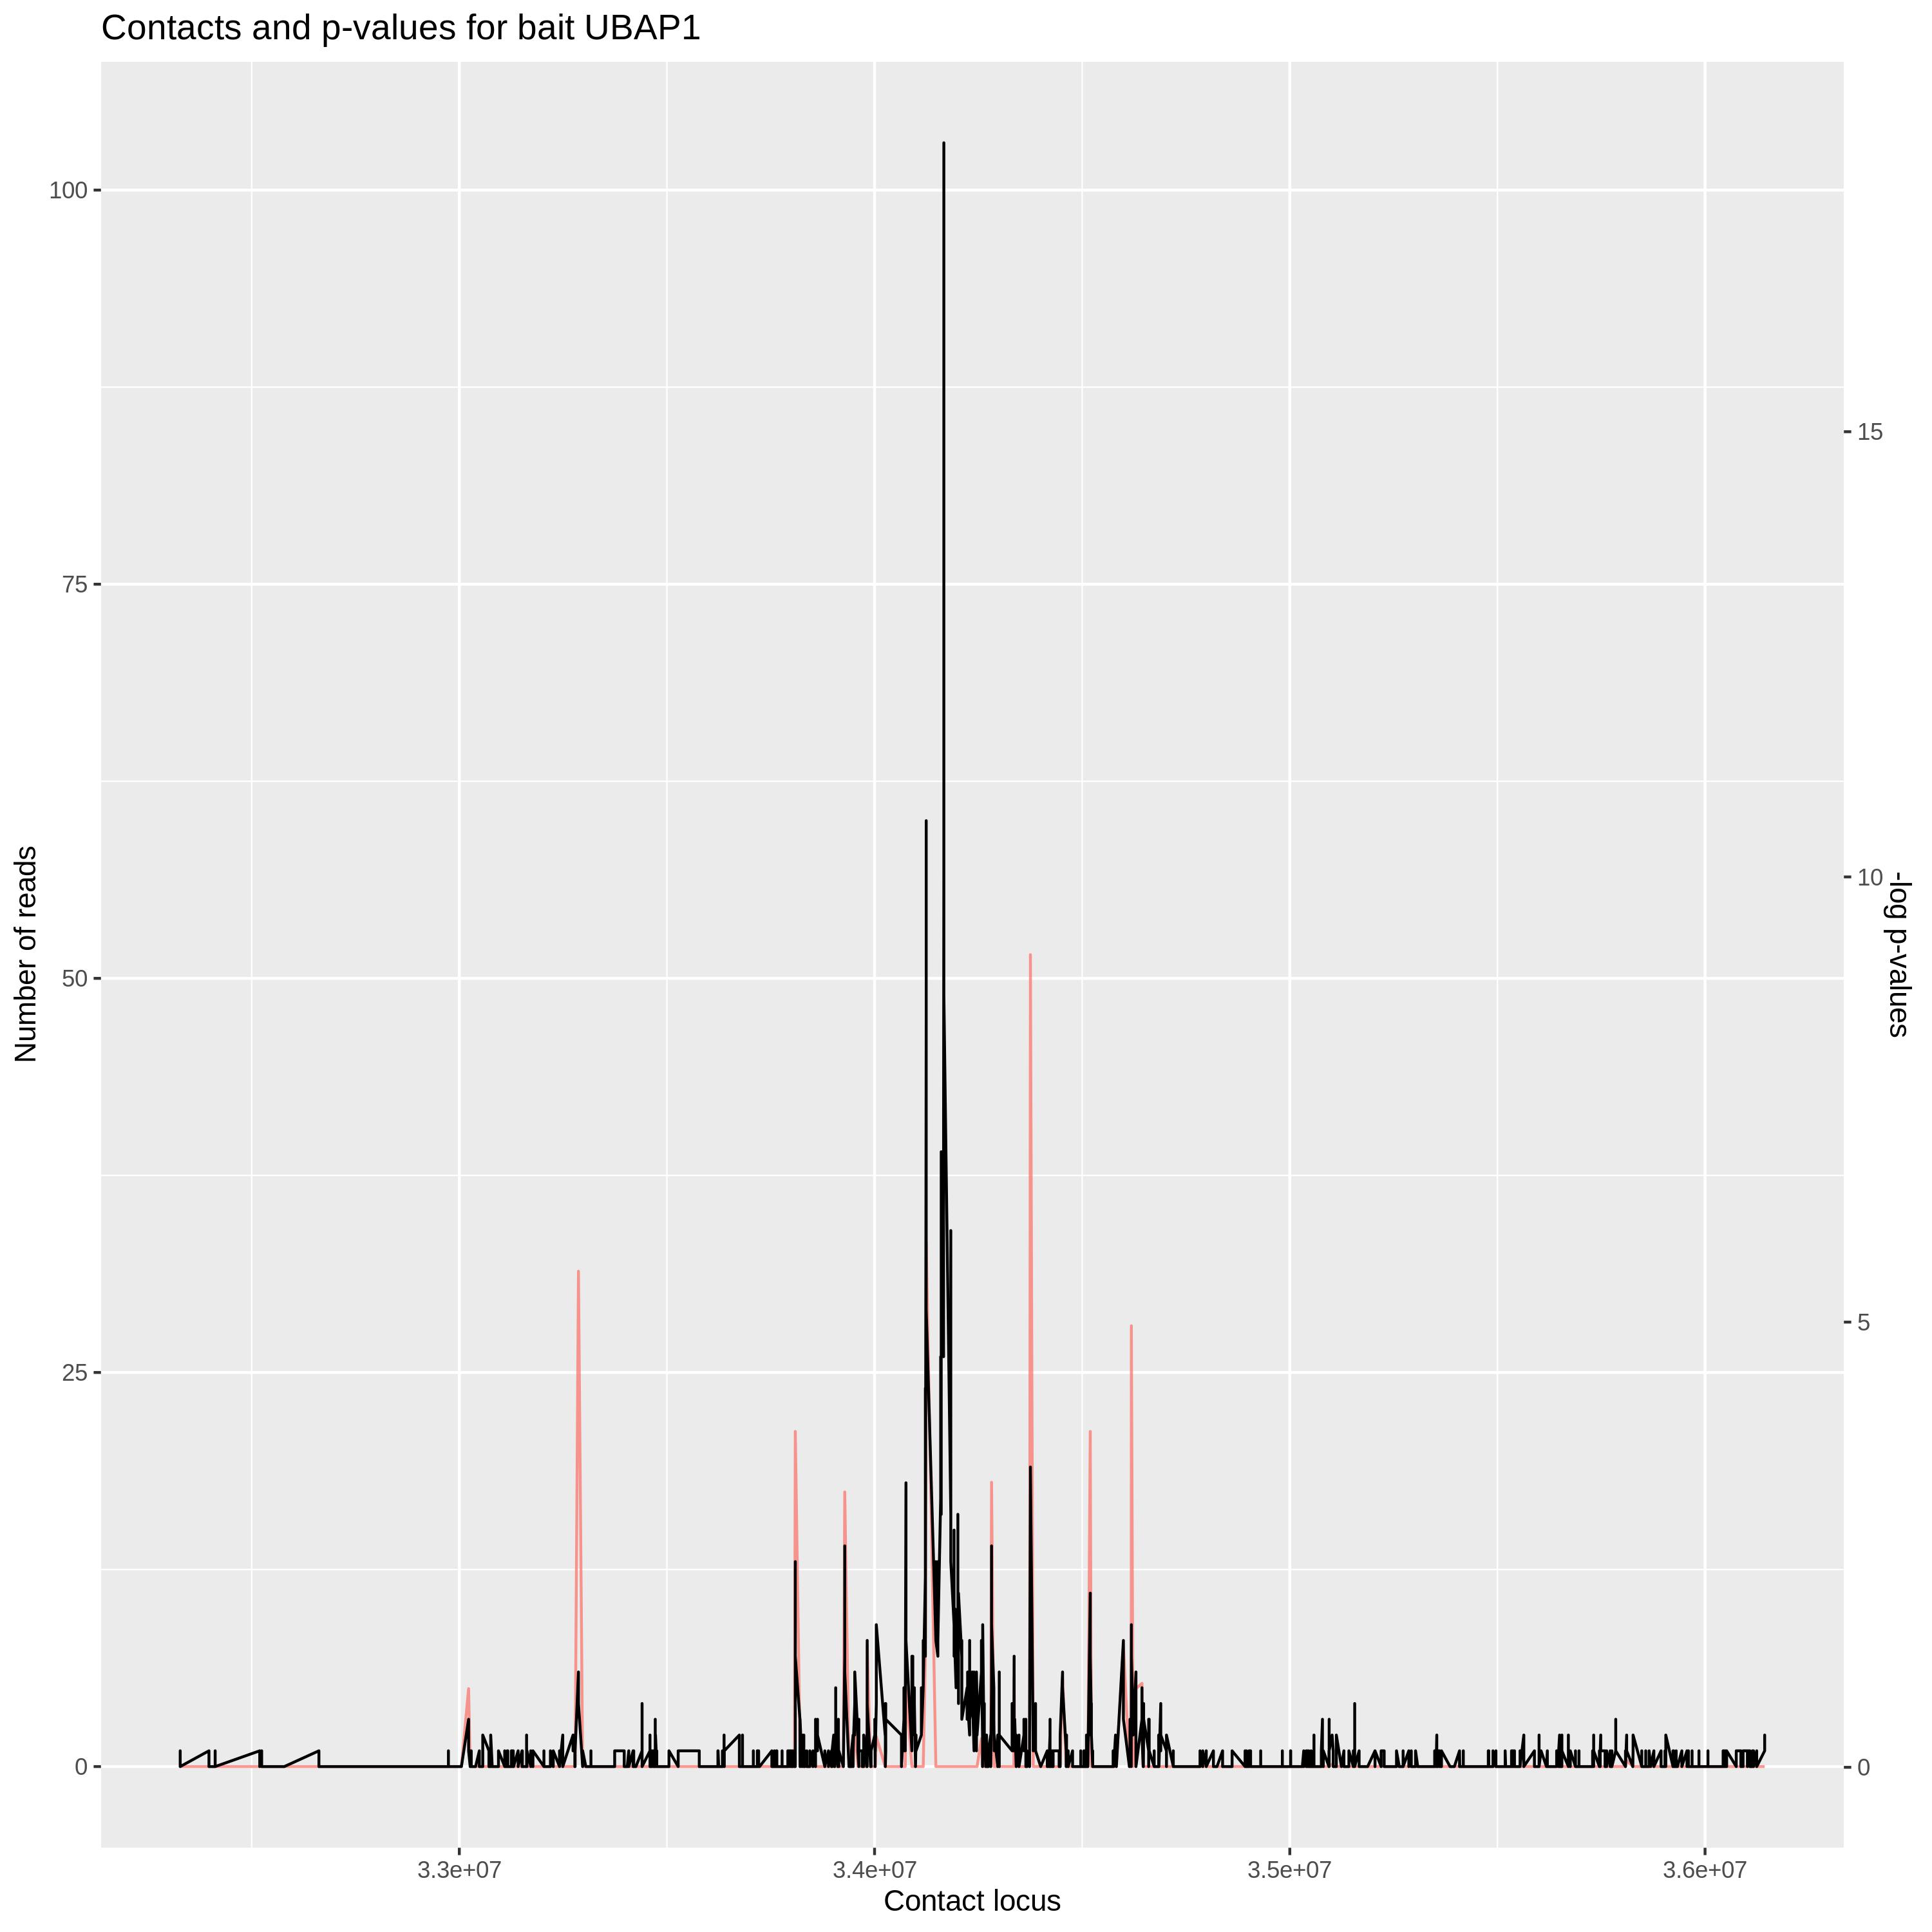 Contacts and p-values for bait UBAP1
100
75
50
25
0
Number of reads
15
10
5
0
-log p-values
3.3e+07
3.4e+07
3.5e+07
3.6e+07
Contact locus